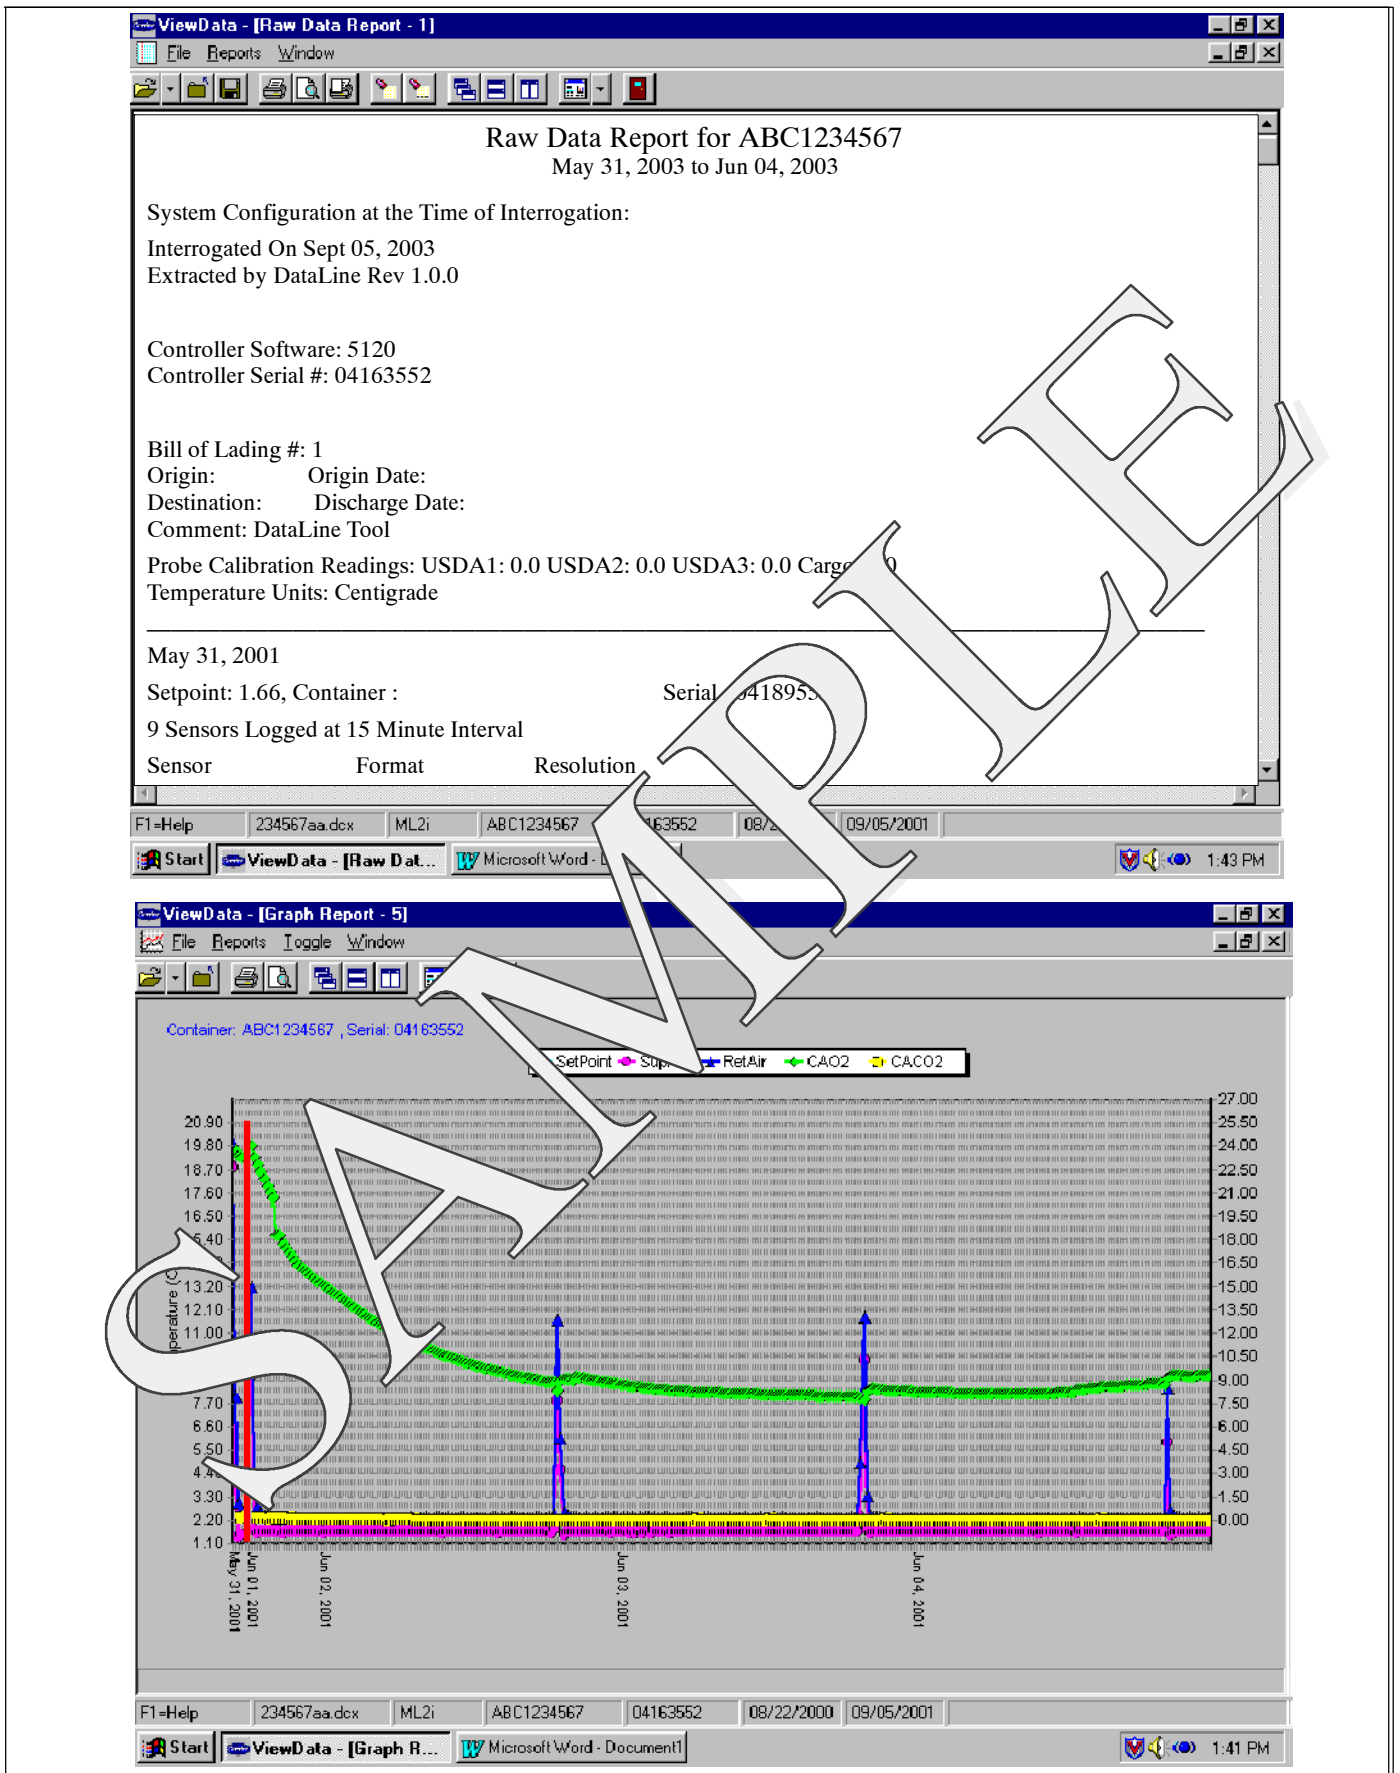 ViewData - [Raw Data Report - 1]
File Reports Window
Raw Data Report for ABC1234567
May 31, 2003 to Jun 04, 2003
System Configuration at the Time of Interrogation:
Interrogated On Sept 05, 2003
Extracted by DataLine Rev 1.0.0
Controller Software: 5120
Controller Serial #: 04163552
Bill of Lading #: 1
Origin: Origin Date:
Destination: Discharge Date:
Comment: DataLine Tool
Probe Calibration Readings: USDA1: 0.0 USDA2: 0.0 USDA3: 0.0
Temperature Units: Centigrade
May 31, 2001
Setpoint: 1.66, Container : Serial
9 Sensors Logged at 15 Minute Interval
Sensor Format Resolution
F1=Help 234567aa.dcx ML2i ABC1234567 09/05/2001
Start ViewData - [Raw Dat... Microsoft Word - 1:43 PM
SAMPLE
ViewData - [Graph Report - 5]
File Reports Toggle Window
Container: ABC1234567 , Serial: 04163552
SetPoint RetAir CAO2 CACO2
27.00
20.90 25.50
19.80 24.00
18.70 22.50
17.60 21.00
16.50 19.50
18.00
16.50
13.20 15.00
12.10 13.50
11.00 12.00
10.50
9.00
7.70 7.50
6.60 6.00
5.50 4.50
3.00
3.30 1.50
2.20 0.00
1.10
May 31, 2001
Jun 01, 2001
Jun 02, 2001
Jun 03, 2001
Jun 04, 2001
F1=Help 234567aa.dcx ML2i ABC1234567 04163552 08/22/2000 09/05/2001
Start ViewData - [Graph R... Microsoft Word - Document1 1:41 PM